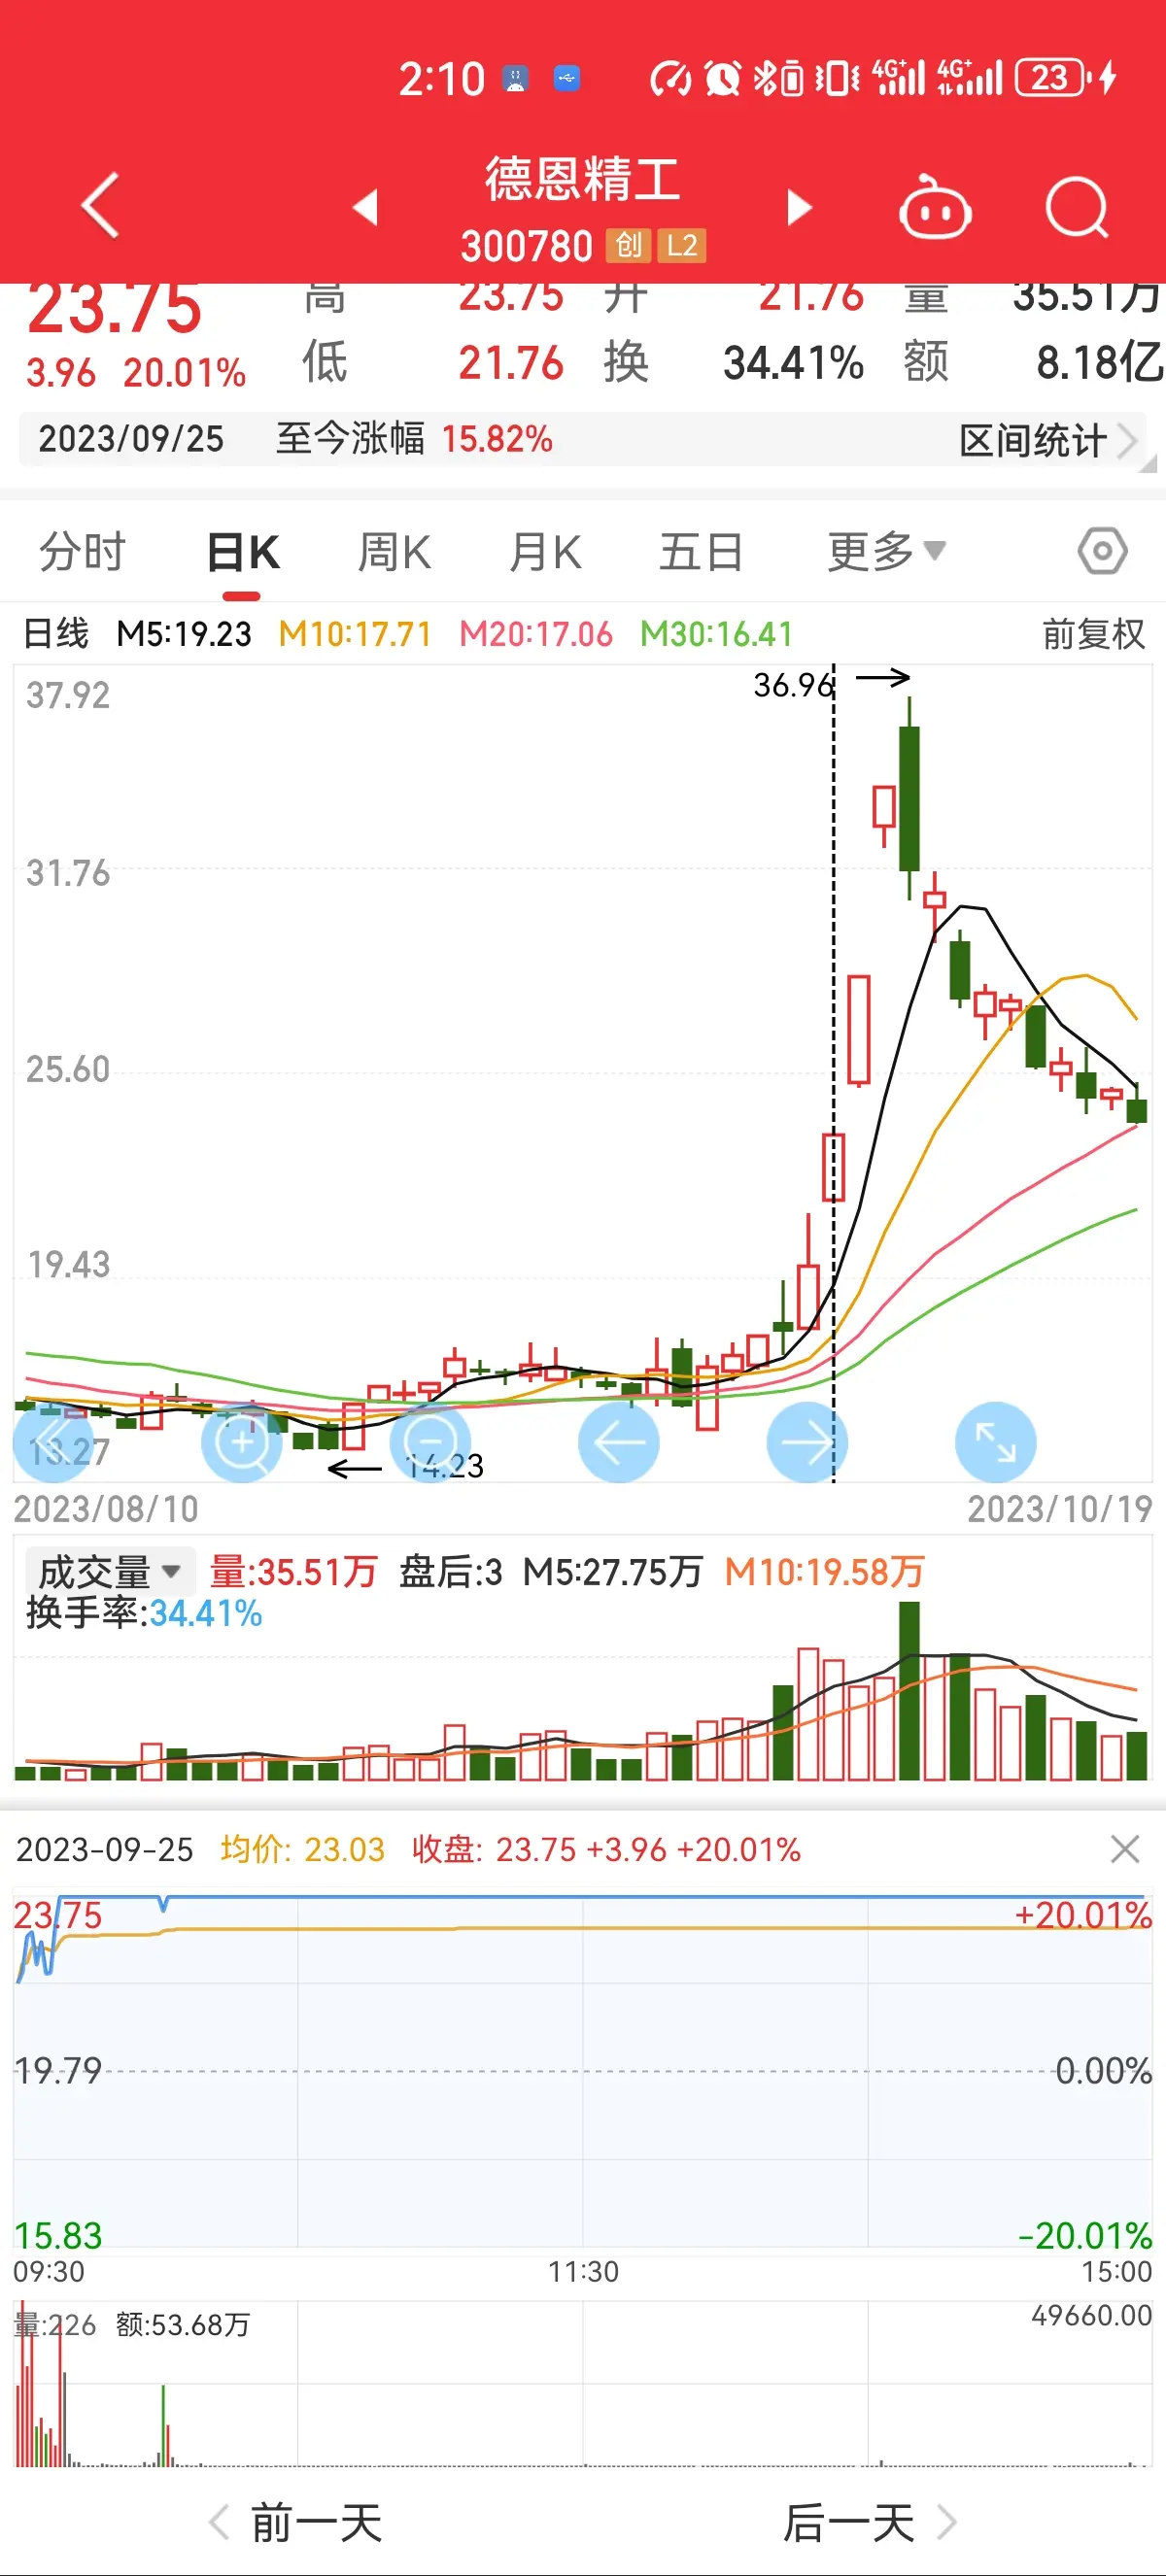 2:10 4G+ 4G+ 23
德恩精工
300780 创 L2
23.75 高 23.75 开 21.76 量 35.51万
3.96 20.01% 低 21.76 换 34.41% 额 8.18亿
2023/09/25 至今涨幅 15.82% 区间统计
分时 日K 周K 月K 五日 更多
日线 M5:19.23 M10:17.71 M20:17.06 M30:16.41 前复权
37.92
36.96
31.76
25.60
19.43
13.27
14.23
2023/08/10 2023/10/19
成交量 量:35.51万 盘后:3 M5:27.75万 M10:19.58万
换手率:34.41%
2023-09-25 均价: 23.03 收盘: 23.75 +3.96 +20.01%
23.75 +20.01%
19.79 0.00%
15.83 -20.01%
09:30 11:30 15:00
量:226 额:53.68万 49660.00
前一天 后一天